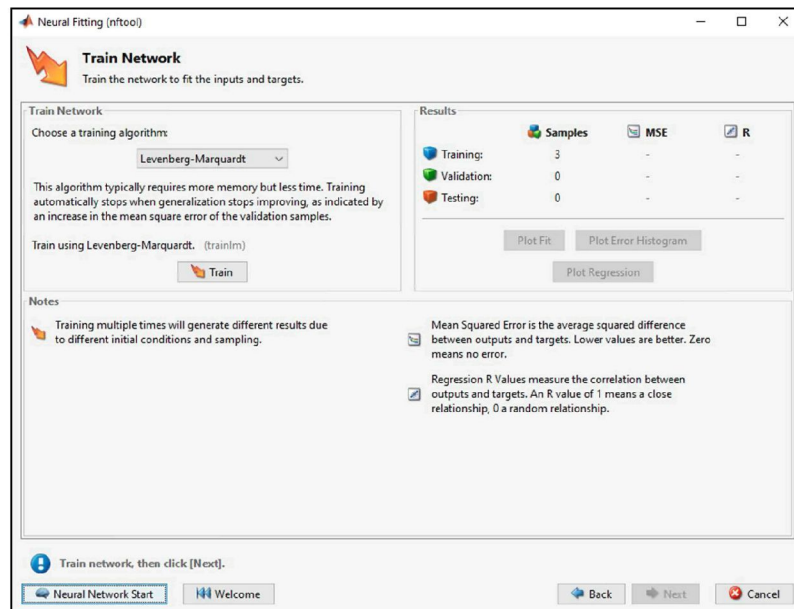 Neural Fitting (nftool)
Train Network
Train the network to fit the inputs and targets.
Train Network
Choose a training algorithm:
Levenberg-Marquardt
This algorithm typically requires more memory but less time. Training
automatically stops when generalization stops improving, as indicated by
an increase in the mean square error of the validation samples.
Train using Levenberg-Marquardt. (trainlm)
Train
Results
Samples MSE R
Training: 3 - -
Validation: 0 - -
Testing: 0 - -
Plot Fit Plot Error Histogram
Plot Regression
Notes
Training multiple times will generate different results due
to different initial conditions and sampling.
Mean Squared Error is the average squared difference
between outputs and targets. Lower values are better. Zero
means no error.
Regression R Values measure the correlation between
outputs and targets. An R value of 1 means a close
relationship, 0 a random relationship.
Train network, then click [Next].
Neural Network Start Welcome Back Next Cancel